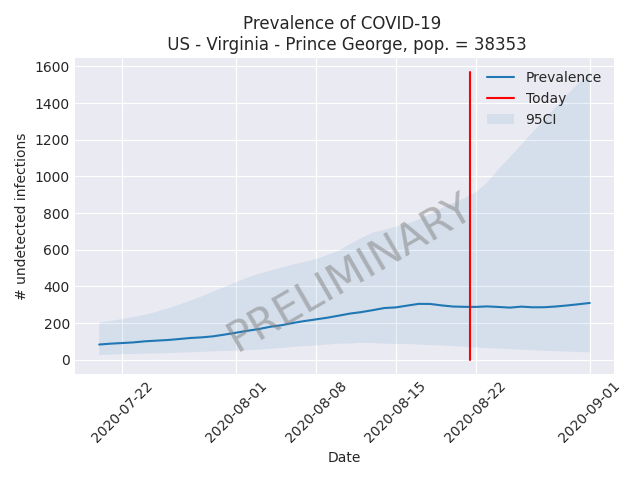 Prevalence of COVID-19
US - Virginia - Prince George, pop. = 38353
1600
1400
1200
1000
800
600
400
200
0
# undetected infections
Prevalence
Today
95CI
PRELIMINARY
2020-07-22
2020-08-01
2020-08-08
2020-08-15
2020-08-22
2020-09-01
Date